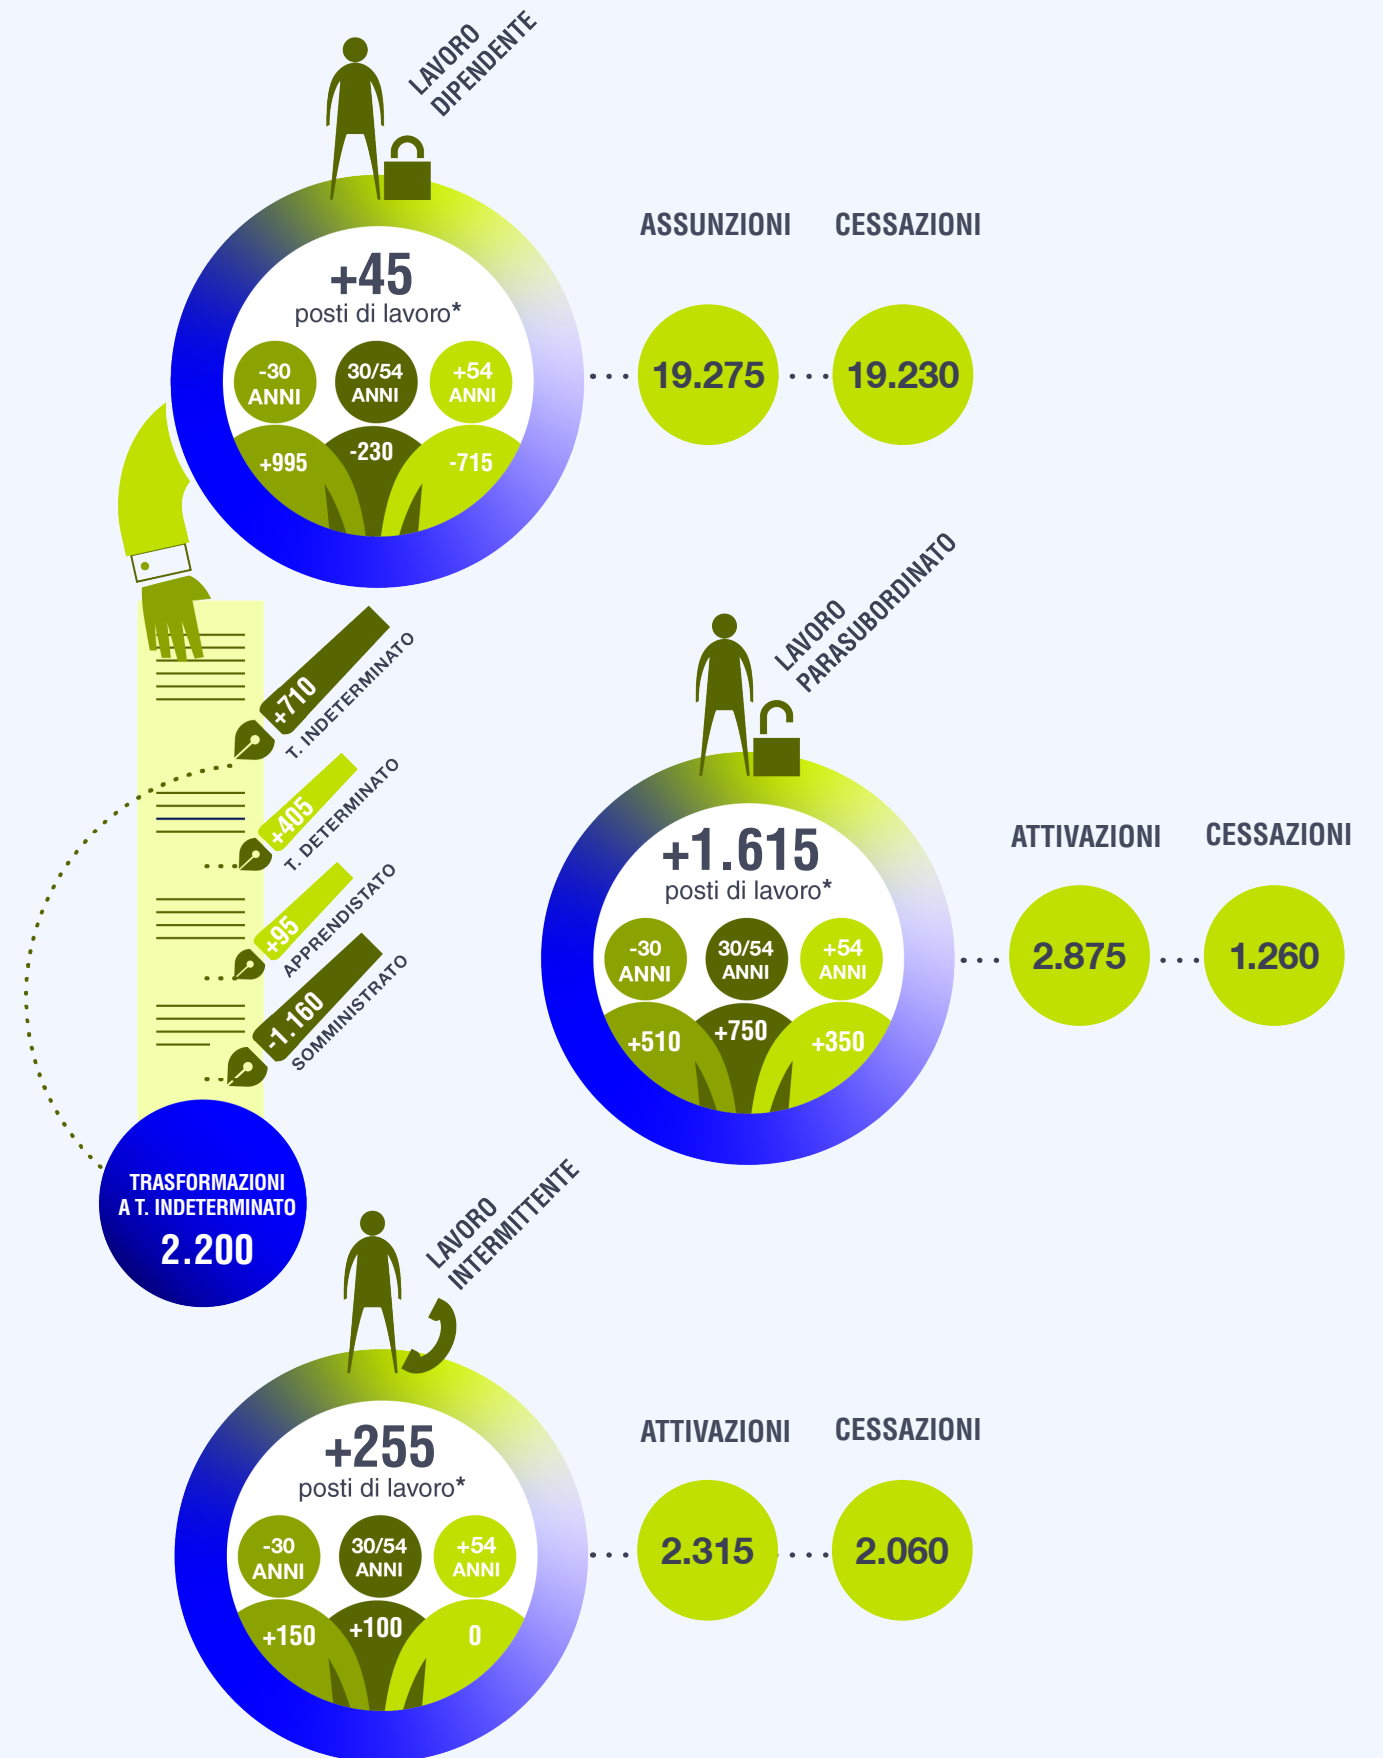 LAVORO
DIPENDENTE
ASSUNZIONI
CESSAZIONI
+45
posti di lavoro*
-30
ANNI
30/54
ANNI
+54
ANNI
+995
-230
-715
19.275
19.230
+710
T. INDETERMINATO
+405
T. DETERMINATO
+95
APPRENDISTATO
-1.160
SOMMINISTRATO
TRASFORMAZIONI
A T. INDETERMINATO
2.200
LAVORO
PARASUBORDINATO
ATTIVAZIONI
CESSAZIONI
+1.615
posti di lavoro*
-30
ANNI
30/54
ANNI
+54
ANNI
+510
+750
+350
2.875
1.260
LAVORO
INTERMITTENTE
ATTIVAZIONI
CESSAZIONI
+255
posti di lavoro*
-30
ANNI
30/54
ANNI
+54
ANNI
+150
+100
0
2.315
2.060